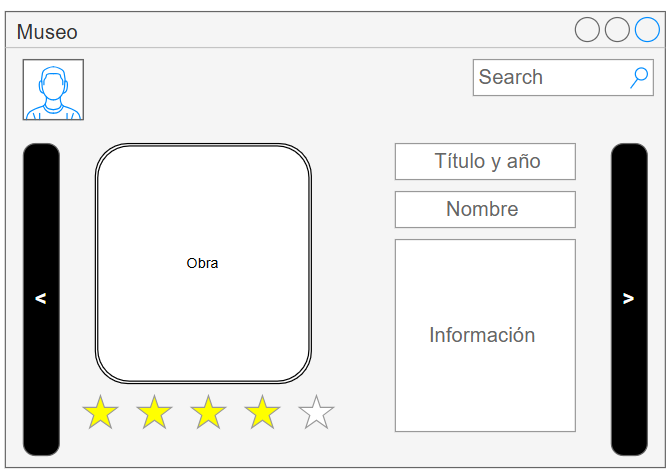 Museo
Search
Título y año
Nombre
Obra
<
>
Información